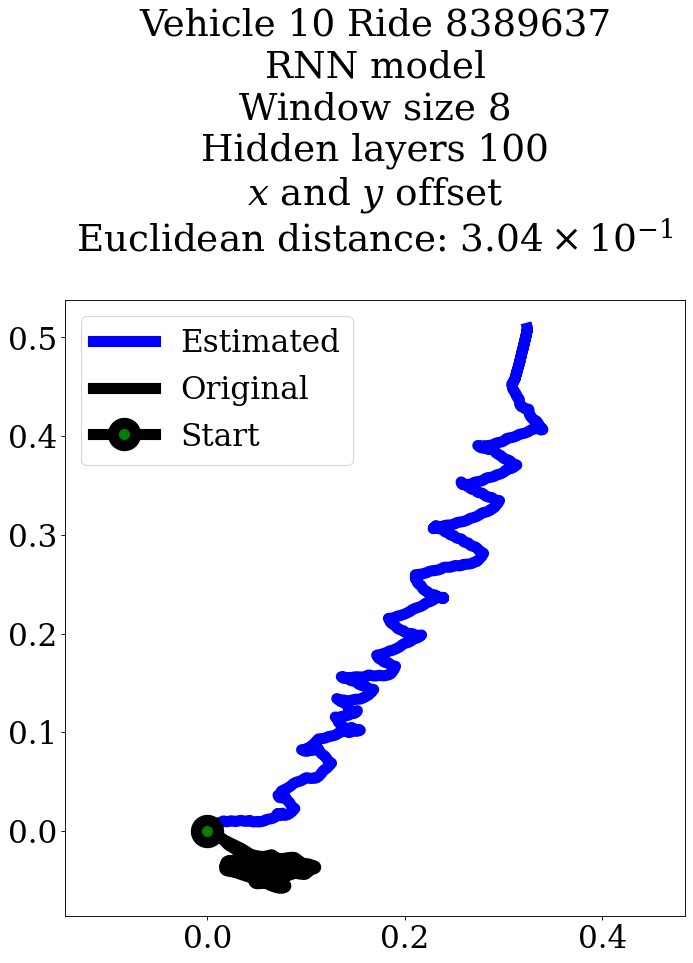 Vehicle 10 Ride 8389637
RNN model
Window size 8
Hidden layers 100
x and y offset
Euclidean distance: 3.04 × 10⁻¹
Estimated
Original
Start
0.5
0.4
0.3
0.2
0.1
0.0
0.0 0.2 0.4